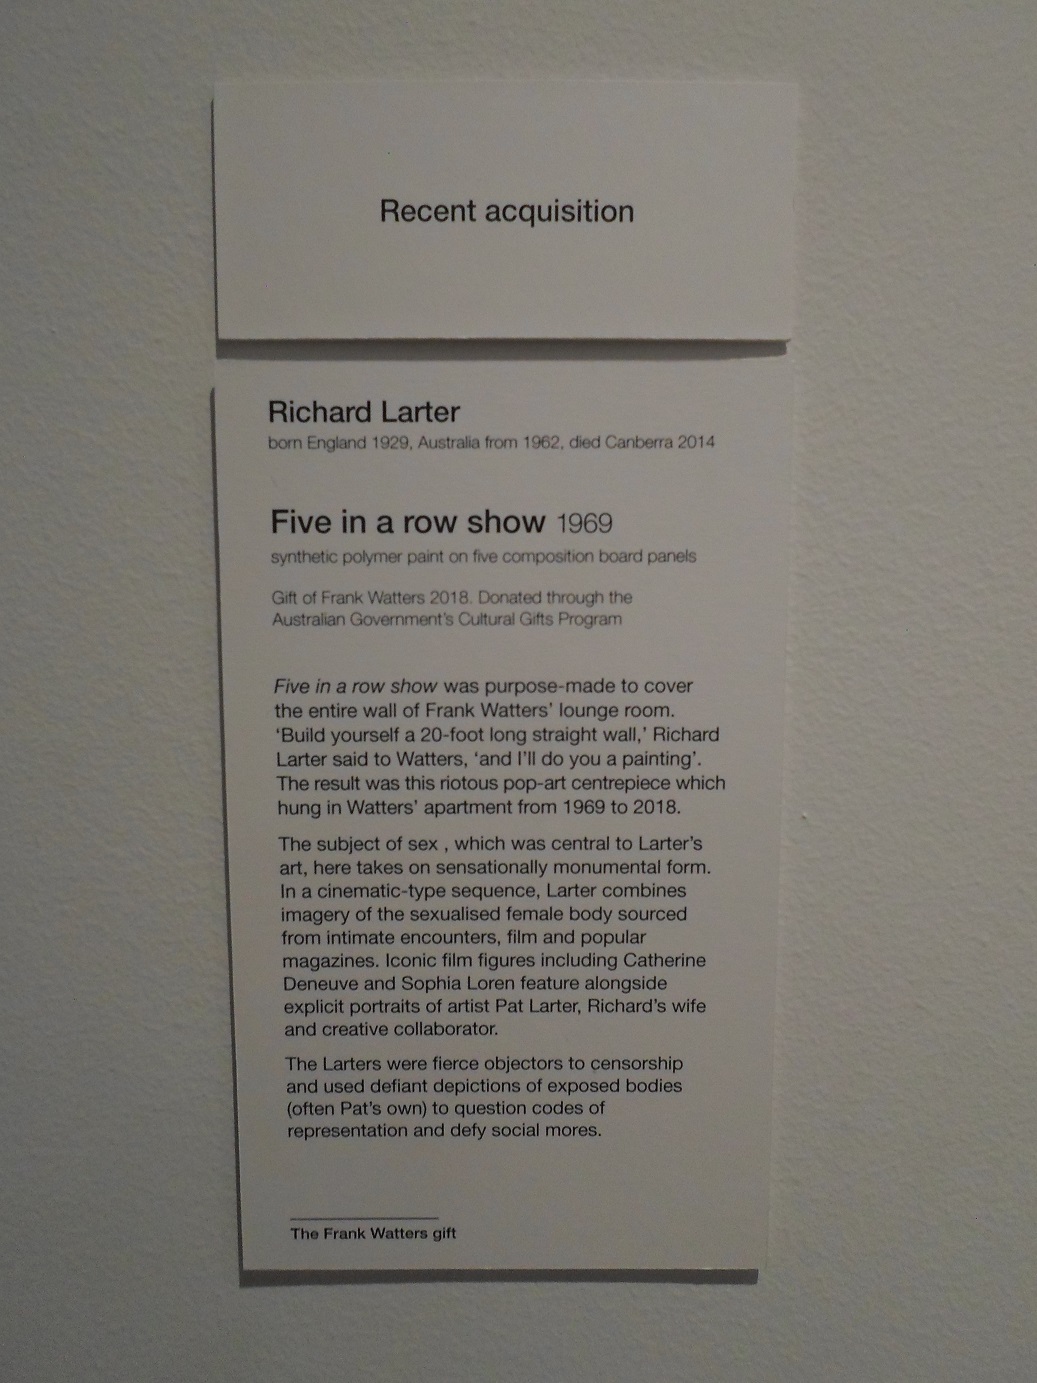 Recent acquisition
Richard Larter
born England 1929, Australia from 1962, died Canberra 2014
Five in a row show 1969
synthetic polymer paint on five composition board panels
Gift of Frank Watters 2018. Donated through the
Australian Government's Cultural Gifts Program
Five in a row show was purpose-made to cover
the entire wall of Frank Watters' lounge room.
‘Build yourself a 20-foot long straight wall,’ Richard
Larter said to Watters, ‘and I'll do you a painting’.
The result was this riotous pop-art centrepiece which
hung in Watters' apartment from 1969 to 2018.
The subject of sex , which was central to Larter's
art, here takes on sensationally monumental form.
In a cinematic-type sequence, Larter combines
imagery of the sexualised female body sourced
from intimate encounters, film and popular
magazines. Iconic film figures including Catherine
Deneuve and Sophia Loren feature alongside
explicit portraits of artist Pat Larter, Richard's wife
and creative collaborator.
The Larters were fierce objectors to censorship
and used defiant depictions of exposed bodies
(often Pat's own) to question codes of
representation and defy social mores.
The Frank Watters gift